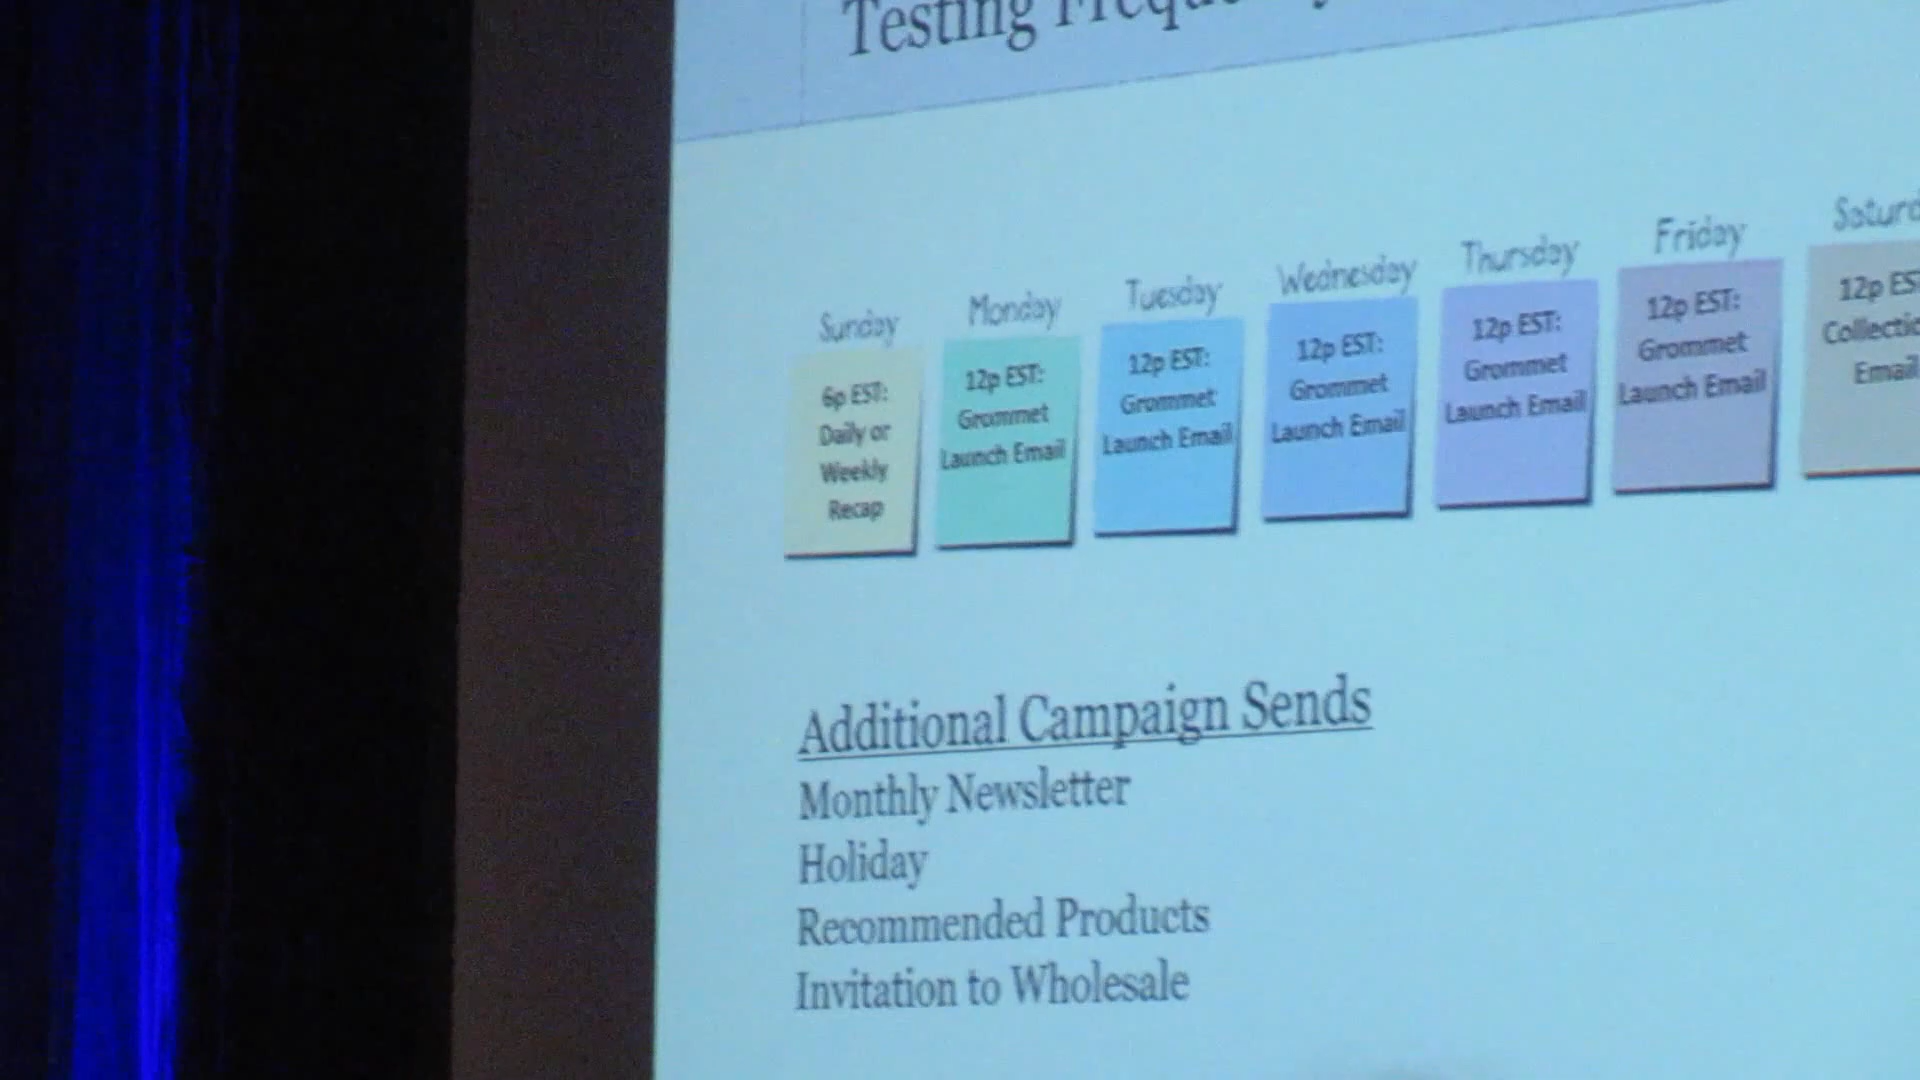 Testing
Sunday
6p EST:
Daily or
Weekly
Recap
Monday
12p EST:
Grommet
Launch Email
Tuesday
12p EST:
Grommet
Launch Email
Wednesday
12p EST:
Grommet
Launch Email
Thursday
12p EST:
Grommet
Launch Email
Friday
12p EST:
Grommet
Launch Email
12p
Email
Additional Campaign Sends
Monthly Newsletter
Holiday
Recommended Products
Invitation to Wholesale